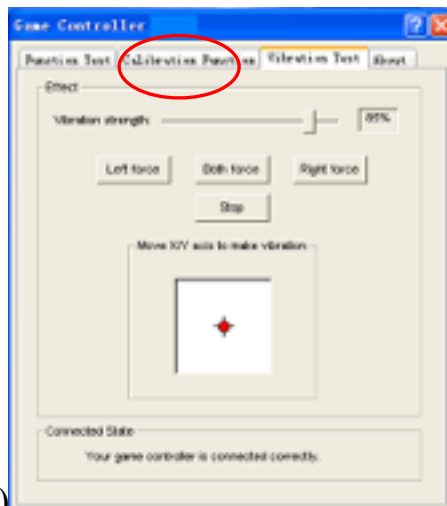 Game Controller
Function Test Calibration Function Vibration Test About
Effect
Vibration strength 85%
Left force Both force Right force
Stop
Move X/Y axis to make vibration
Connected State
Your game controller is connected correctly.
)